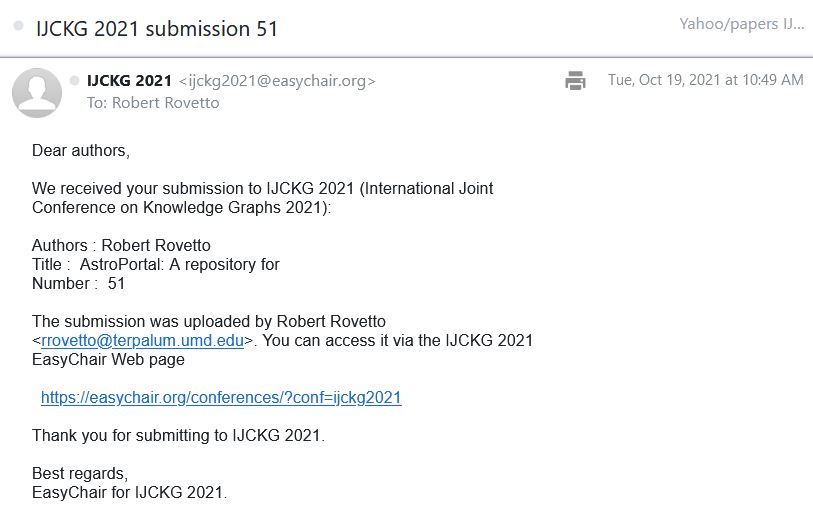 IJCKG 2021 submission 51
Yahoo/papers IJ...
IJCKG 2021 <ijckg2021@easychair.org>
Tue, Oct 19, 2021 at 10:49 AM
To: Robert Rovetto
Dear authors,
We received your submission to IJCKG 2021 (International Joint
Conference on Knowledge Graphs 2021):
Authors : Robert Rovetto
Title :  AstroPortal: A repository for
Number :  51
The submission was uploaded by Robert Rovetto
<rrovetto@terpalum.umd.edu>. You can access it via the IJCKG 2021
EasyChair Web page
https://easychair.org/conferences/?conf=ijckg2021
Thank you for submitting to IJCKG 2021.
Best regards,
EasyChair for IJCKG 2021.